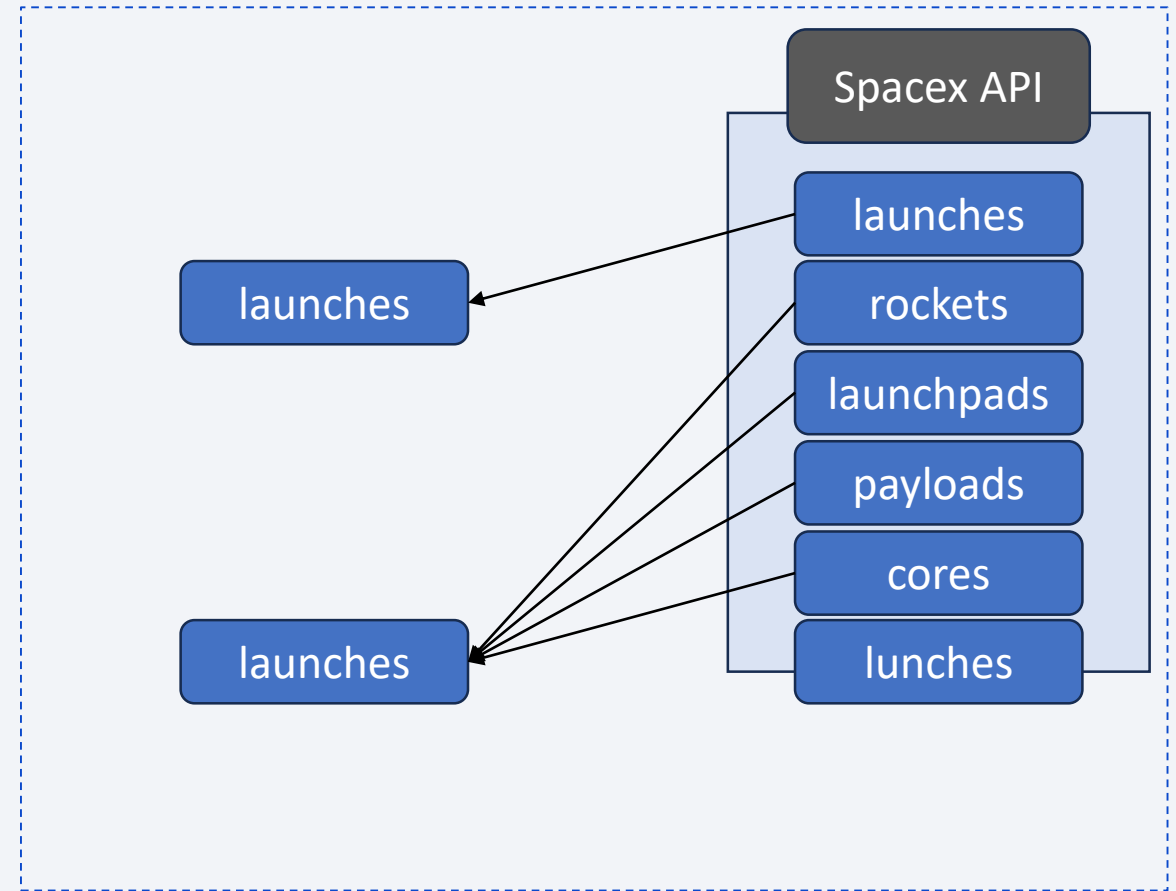 Spacex API
launches
launches
rockets
launchpads
payloads
cores
launches
lunches